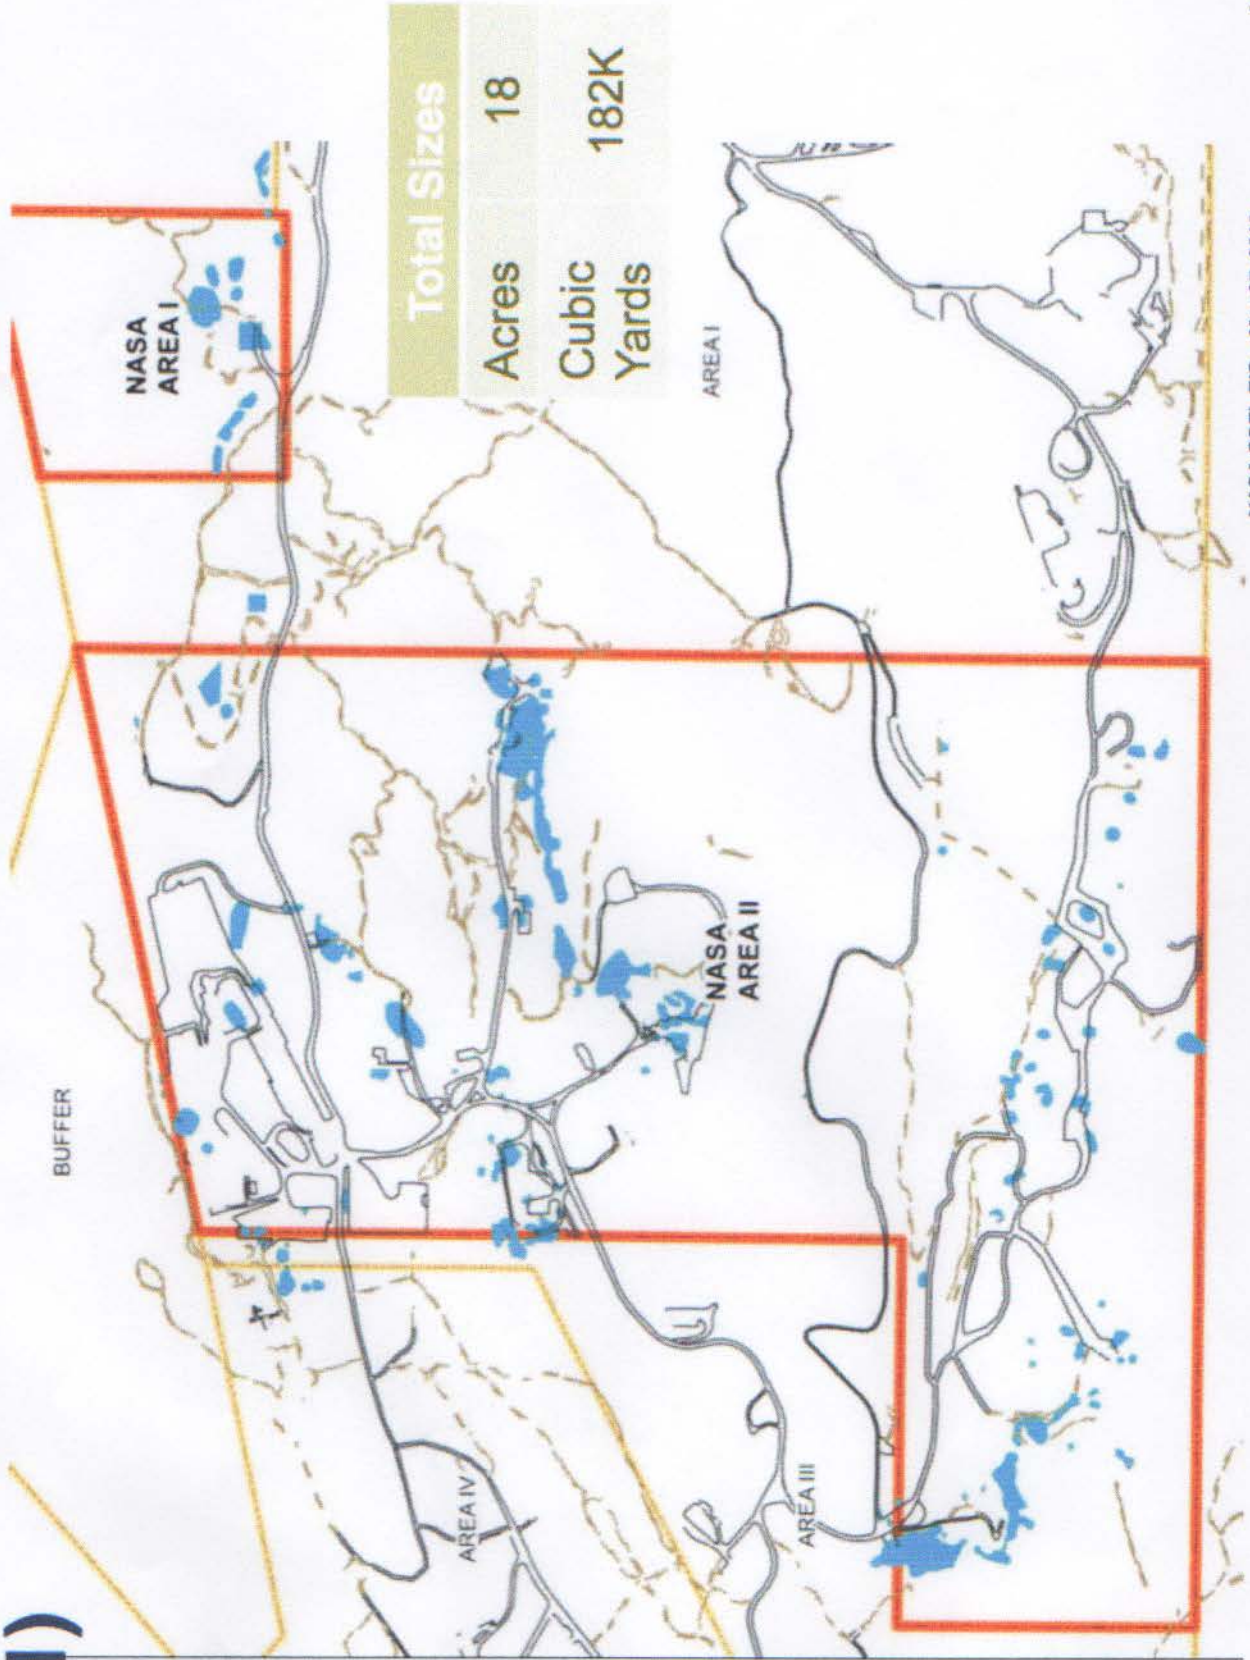 BUFFER
NASA
AREA I
Total Sizes
Acres 18
Cubic
Yards 182K
AREA I
NASA
AREA II
AREA IV
AREA III